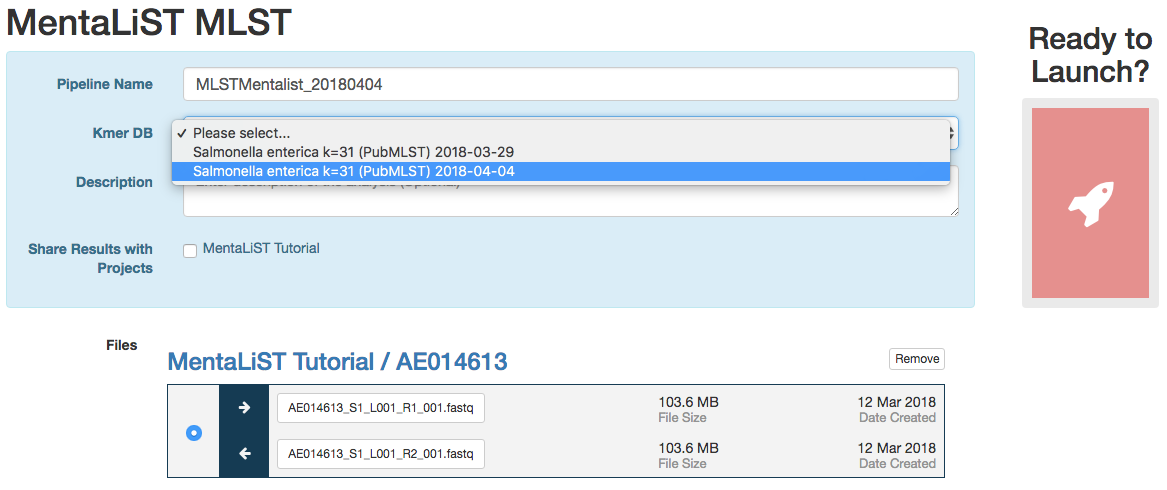 MentaLiST MLST
Ready to
Launch?
Pipeline Name
MLSTMentalist_20180404
Kmer DB
✓ Please select...
Salmonella enterica k=31 (PubMLST) 2018-03-29
Salmonella enterica k=31 (PubMLST) 2018-04-04
Description
Share Results with
Projects
MentaLiST Tutorial
Files
MentaLiST Tutorial / AE014613
Remove
AE014613_S1_L001_R1_001.fastq
103.6 MB
File Size
12 Mar 2018
Date Created
AE014613_S1_L001_R2_001.fastq
103.6 MB
File Size
12 Mar 2018
Date Created